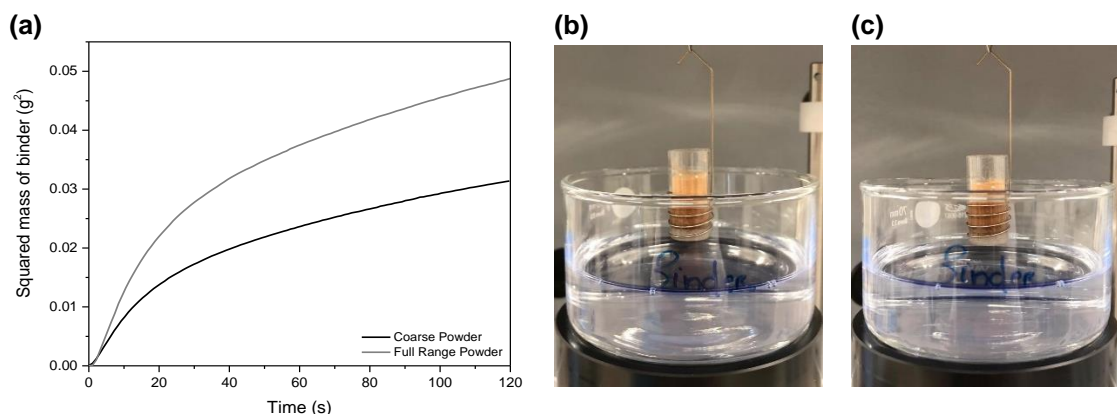 (a)
Squared mass of binder (g²)
0.05
0.04
0.03
0.02
0.01
0.00
Coarse Powder
Full Range Powder
0
20
40
60
80
100
120
Time (s)
(b)
Binder
(c)
70mm
Binder